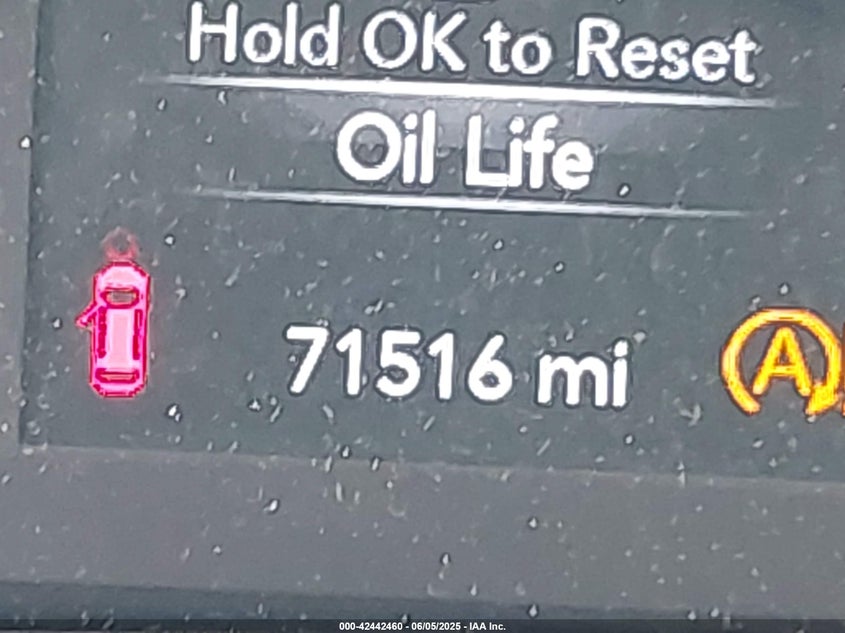 Hold OK to Reset
Oil Life
71516 mi
A
000-42442460 - 06/05/2025 - IAA Inc.